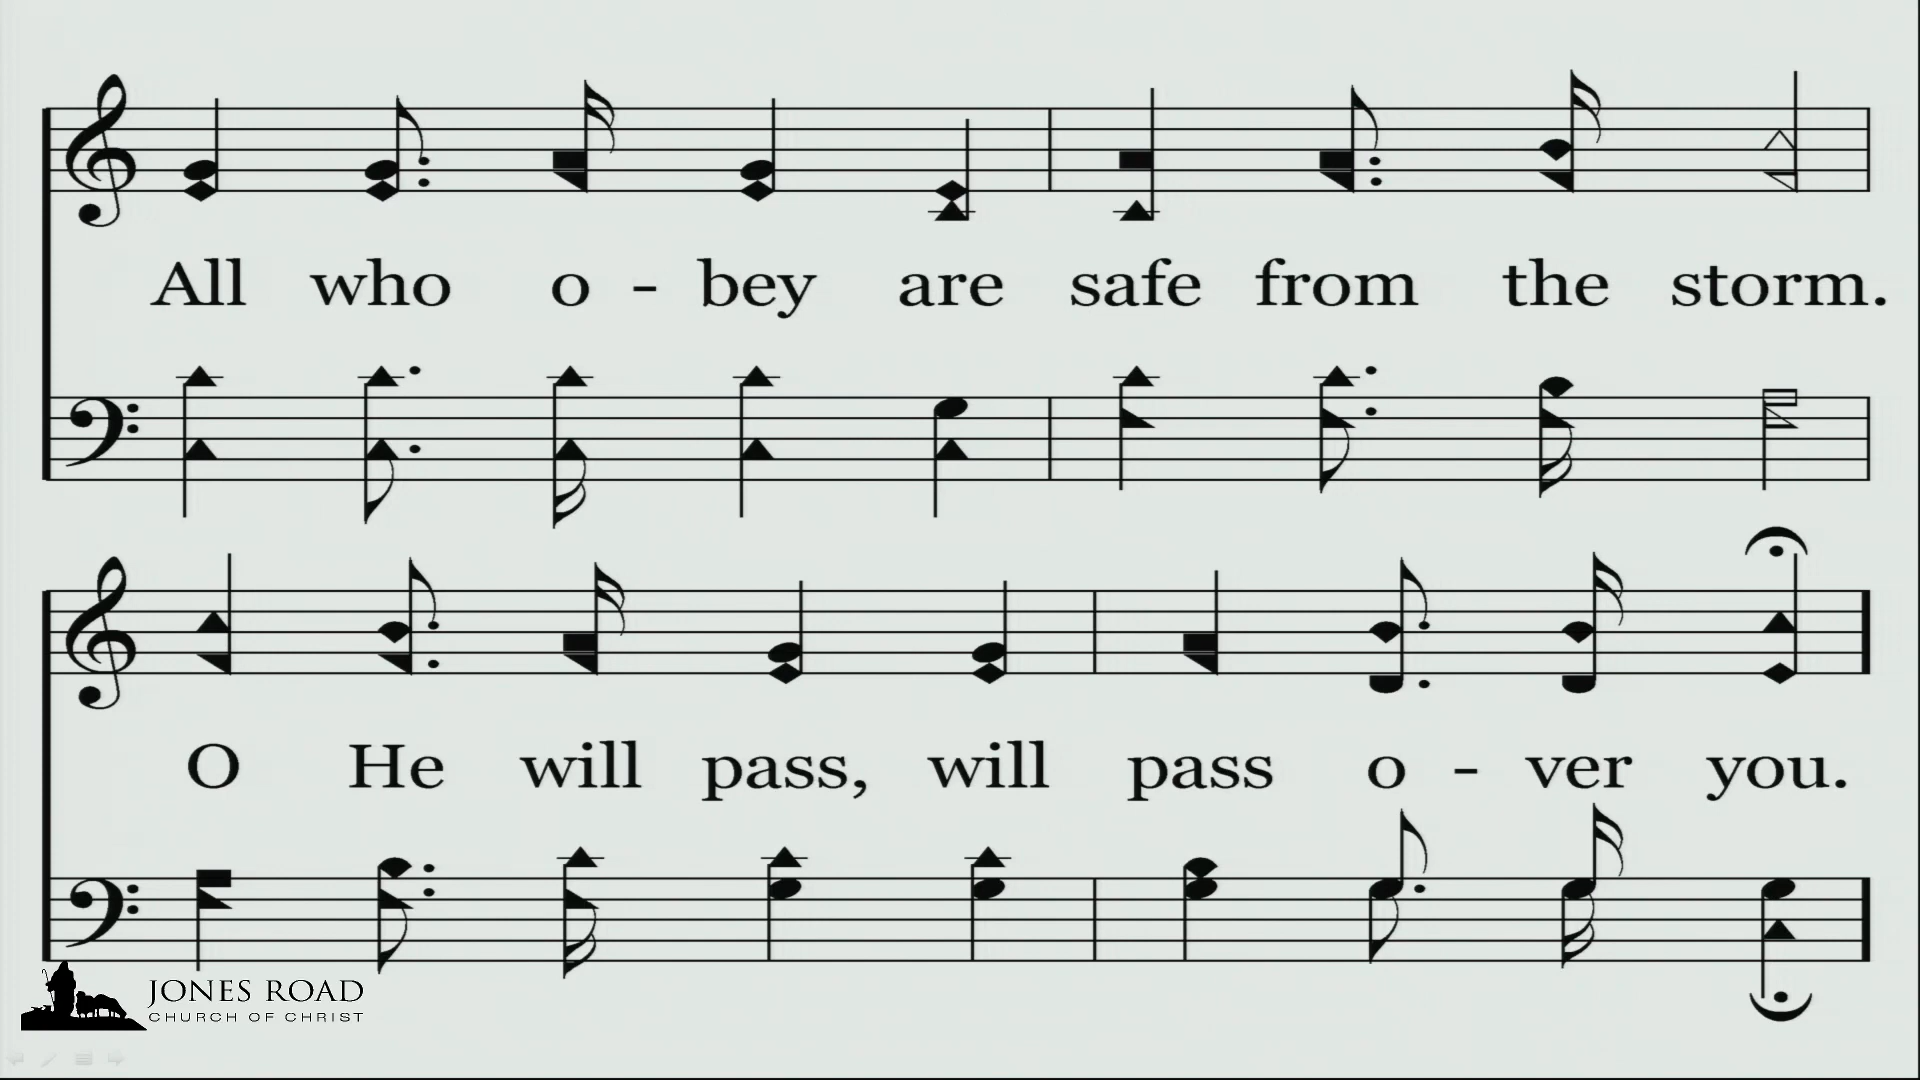 All who o - bey are safe from the storm.
O He will pass, will pass o - ver you.
JONES ROAD
CHURCH OF CHRIST